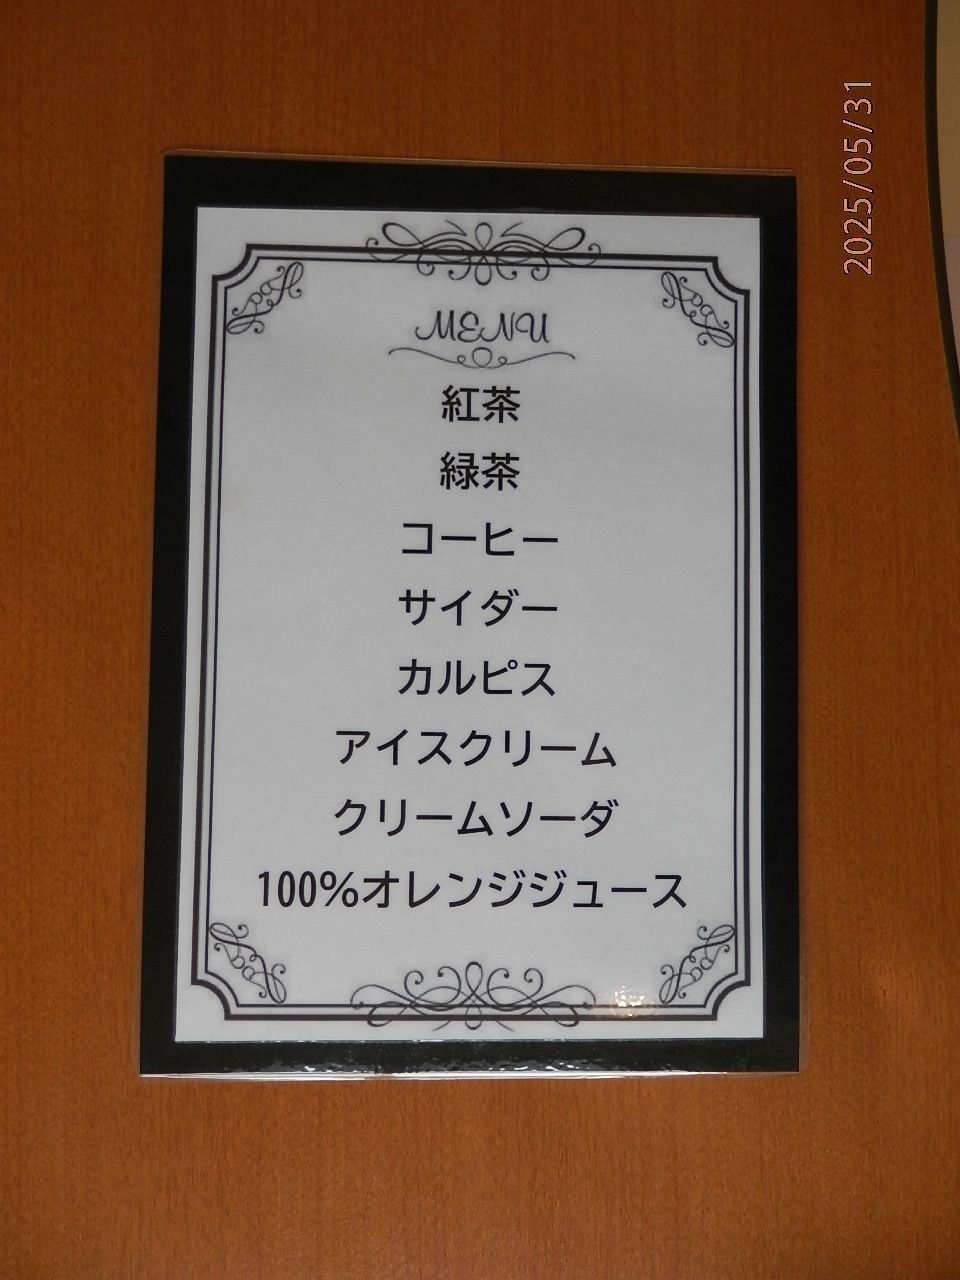 MENU
紅茶
緑茶
コーヒー
サイダー
カルピス
アイスクリーム
クリームソーダ
100%オレンジジュース
2025/05/31